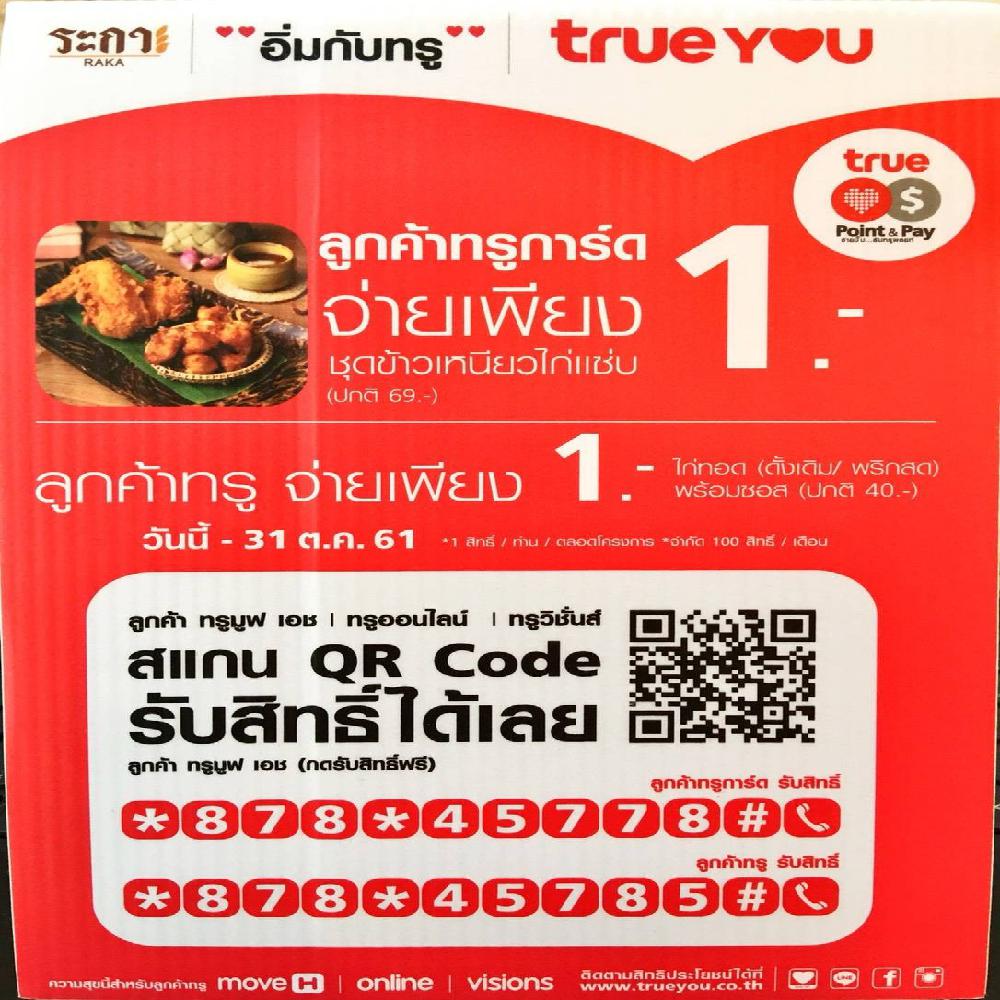 ระกา
RAKA
อิ่มกับทรู
true YOU
true
$
Point & Pay
ลูกค้าทรูการ์ด
จ่ายเพียง
1.-
ชุดข้าวเหนียวไก่แซ่บ
(ปกติ 69.-)
ลูกค้าทรู จ่ายเพียง 1.-
ไก่ทอด (ดั้งเดิม/ พริกสด)
พร้อมซอส (ปกติ 40.-)
วันนี้ - 31 ต.ค. 61 *1 สิทธิ์ / ท่าน / ตลอดโครงการ *จำกัด 100 สิทธิ์ / เดือน
ลูกค้า ทรูมูฟ เอช | ทรูออนไลน์ | ทรูวิชั่นส์
สแกน QR Code
รับสิทธิ์ได้เลย
ลูกค้า ทรูมูฟ เอช (กดรับสิทธิ์ฟรี)
ลูกค้าทรูการ์ด รับสิทธิ์
*878*45778#
ลูกค้าทรู รับสิทธิ์
*878*45785#
ความสุขนี้สำหรับลูกค้าทรู move H | online | visions
ติดตามสิทธิประโยชน์ได้ที่
www.trueyou.co.th
LINE